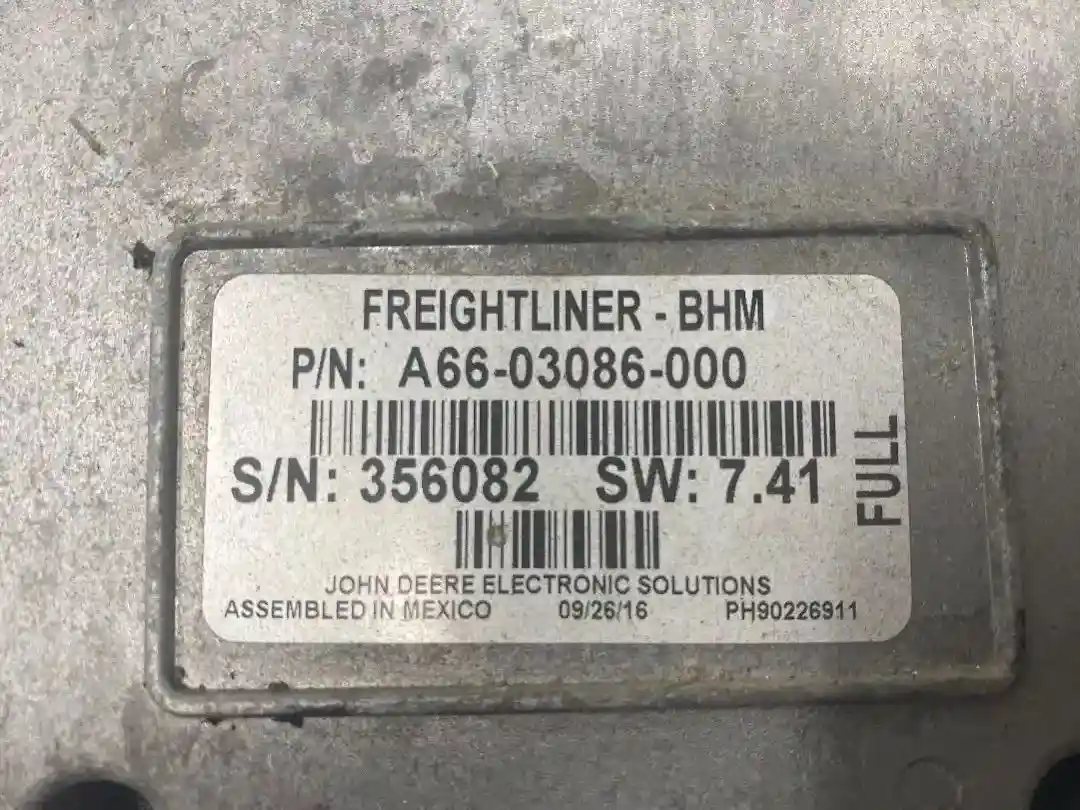 FREIGHTLINER - BHM
P/N: A66-03086-000
S/N: 356082 SW: 7.41
FULL
JOHN DEERE ELECTRONIC SOLUTIONS
ASSEMBLED IN MEXICO 09/26/16 PH90226911